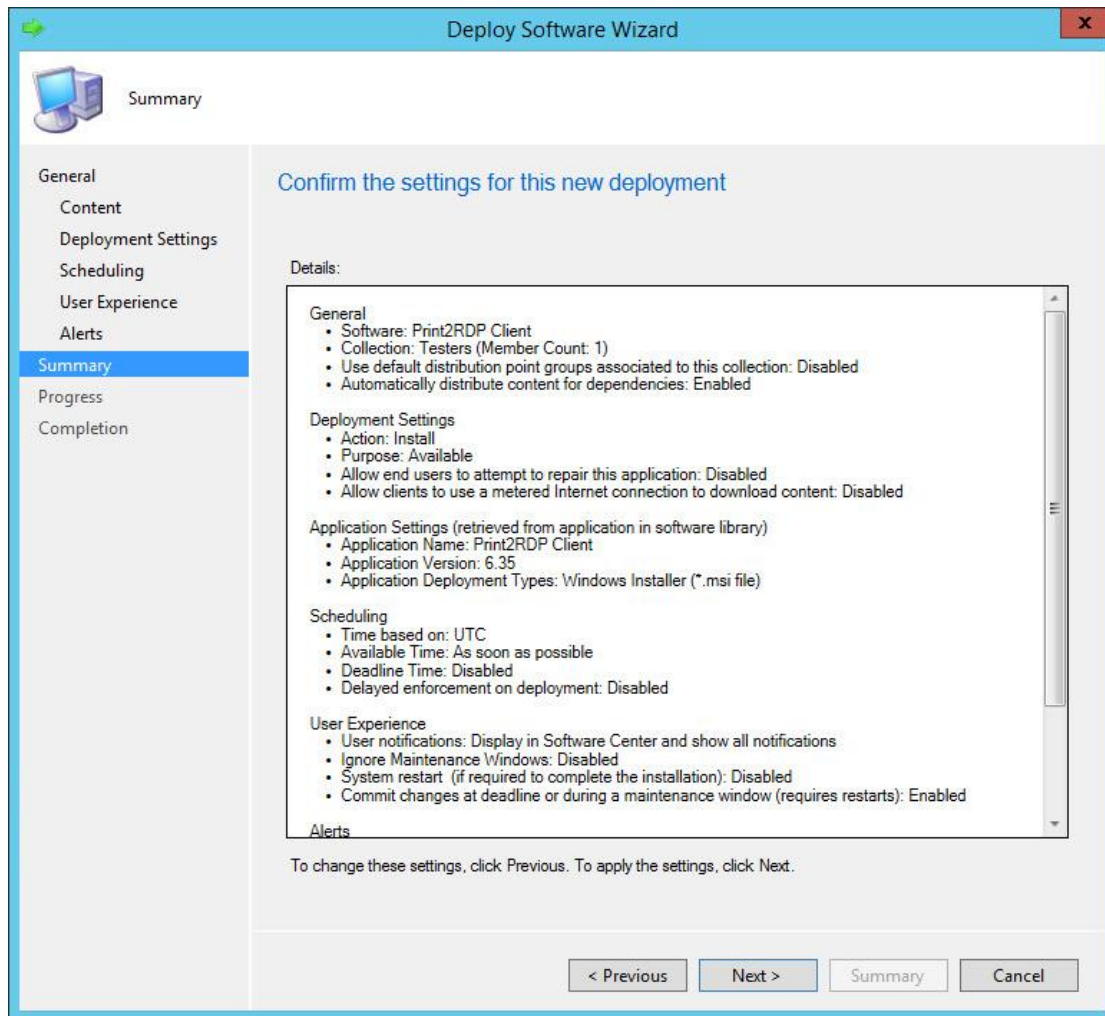 Deploy Software Wizard
x
Summary
General
Content
Deployment Settings
Scheduling
User Experience
Alerts
Summary
Progress
Completion
Confirm the settings for this new deployment
Details:
General
• Software: Print2RDP Client
• Collection: Testers (Member Count: 1)
• Use default distribution point groups associated to this collection: Disabled
• Automatically distribute content for dependencies: Enabled
Deployment Settings
• Action: Install
• Purpose: Available
• Allow end users to attempt to repair this application: Disabled
• Allow clients to use a metered Internet connection to download content: Disabled
Application Settings (retrieved from application in software library)
• Application Name: Print2RDP Client
• Application Version: 6.35
• Application Deployment Types: Windows Installer (*.msi file)
Scheduling
• Time based on: UTC
• Available Time: As soon as possible
• Deadline Time: Disabled
• Delayed enforcement on deployment: Disabled
User Experience
• User notifications: Display in Software Center and show all notifications
• Ignore Maintenance Windows: Disabled
• System restart  (if required to complete the installation): Disabled
• Commit changes at deadline or during a maintenance window (requires restarts): Enabled
Alerts
To change these settings, click Previous. To apply the settings, click Next.
< Previous
Next >
Summary
Cancel